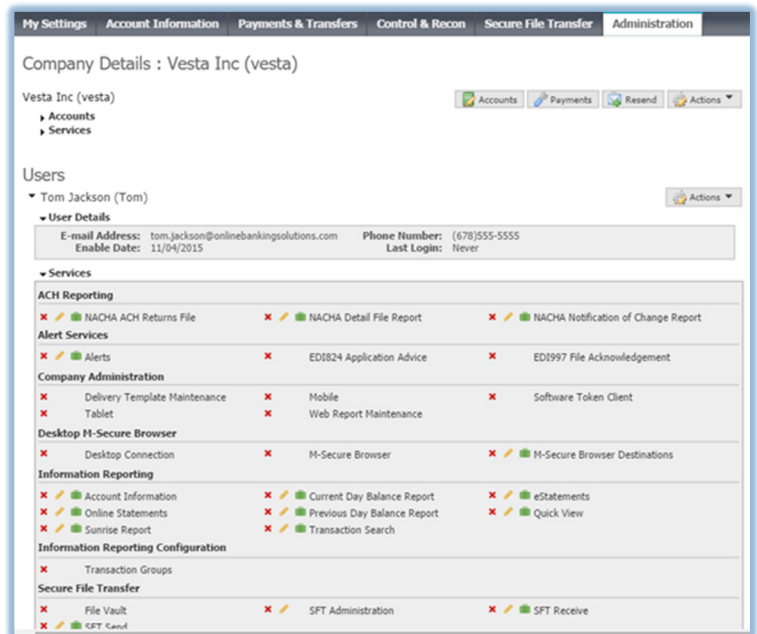 My Settings Account Information Payments & Transfers Control & Recon Secure File Transfer Administration
Company Details : Vesta Inc (vesta)
Vesta Inc (vesta) Accounts Payments Resend Actions
Accounts
Services
Users
Tom Jackson (Tom) Actions
User Details
E-mail Address: tom.jackson@onlinebankingsolutions.com Phone Number: (678)555-5555
Enable Date: 11/04/2015 Last Login: Never
Services
ACH Reporting
NACHA ACH Returns File NACHA Detail File Report NACHA Notification of Change Report
Alert Services
Alerts EDI824 Application Advice EDI997 File Acknowledgement
Company Administration
Delivery Template Maintenance Mobile Software Token Client
Tablet Web Report Maintenance
Desktop M-Secure Browser
Desktop Connection M-Secure Browser M-Secure Browser Destinations
Information Reporting
Account Information Current Day Balance Report eStatements
Online Statements Previous Day Balance Report Quick View
Sunrise Report Transaction Search
Information Reporting Configuration
Transaction Groups
Secure File Transfer
File Vault SFT Administration SFT Receive
SFT Send